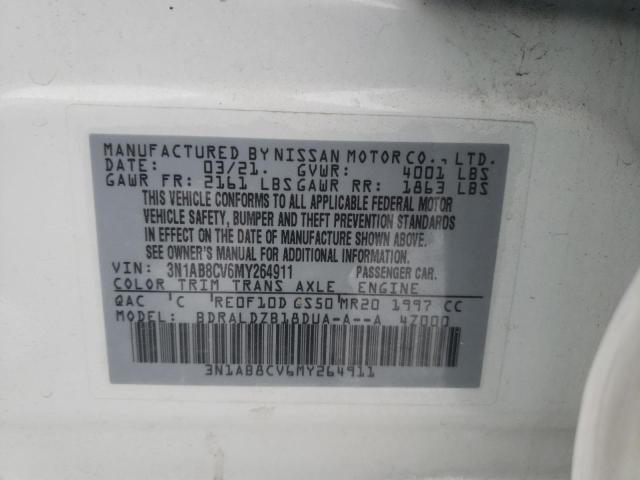 MANUFACTURED BY NISSAN MOTOR CO., LTD.
DATE: 03/21. GVWR: 4001 LBS
GAWR FR: 2161 LBS GAWR RR: 1863 LBS
THIS VEHICLE CONFORMS TO ALL APPLICABLE FEDERAL MOTOR
VEHICLE SAFETY, BUMPER AND THEFT PREVENTION STANDARDS
IN EFFECT ON THE DATE OF MANUFACTURE SHOWN ABOVE.
SEE OWNER'S MANUAL FOR ADDITIONAL INFORMATION.
VIN: 3N1AB8CV6MY264911 PASSENGER CAR.
COLOR TRIM TRANS AXLE ENGINE
QAC 'C 'RE0F10D GS50 MR20 1997 CC
MODEL: BDRALDZB18DUA-A--A 4Z000
3N1AB8CV6MY264911